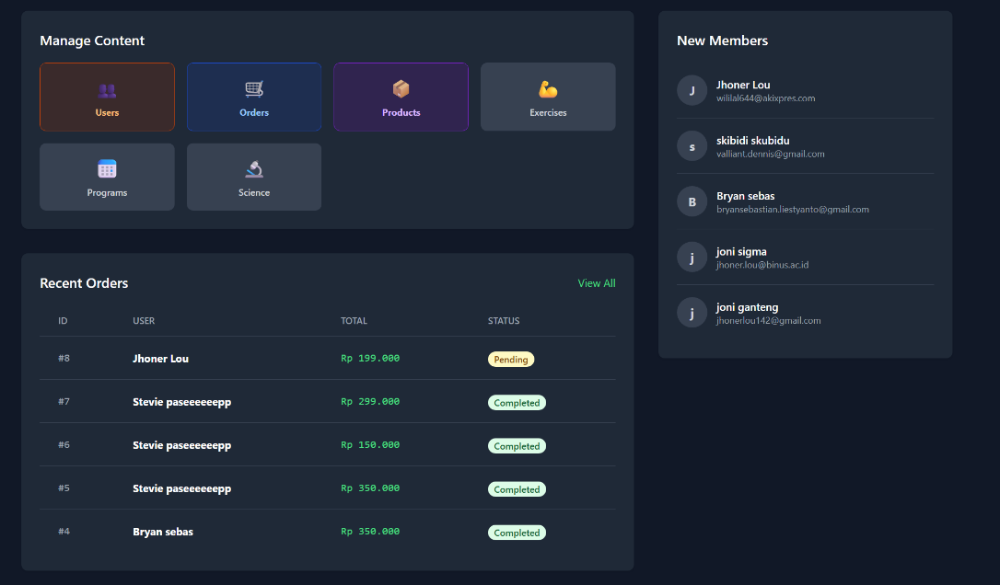 Manage Content
Users
Orders
Products
Exercises
Programs
Science
Recent Orders
View All
ID USER TOTAL STATUS
#8 Jhoner Lou Rp 199.000 Pending
#7 Stevie paseeeeeepp Rp 299.000 Completed
#6 Stevie paseeeeeepp Rp 150.000 Completed
#5 Stevie paseeeeeepp Rp 350.000 Completed
#4 Bryan sebas Rp 350.000 Completed
New Members
J Jhoner Lou
wililal644@akixpres.com
s skibidi skubidu
valliant.dennis@gmail.com
B Bryan sebas
bryansebastian.liestyanto@gmail.com
j joni sigma
jhoner.lou@binus.ac.id
j joni ganteng
jhonerlou142@gmail.com